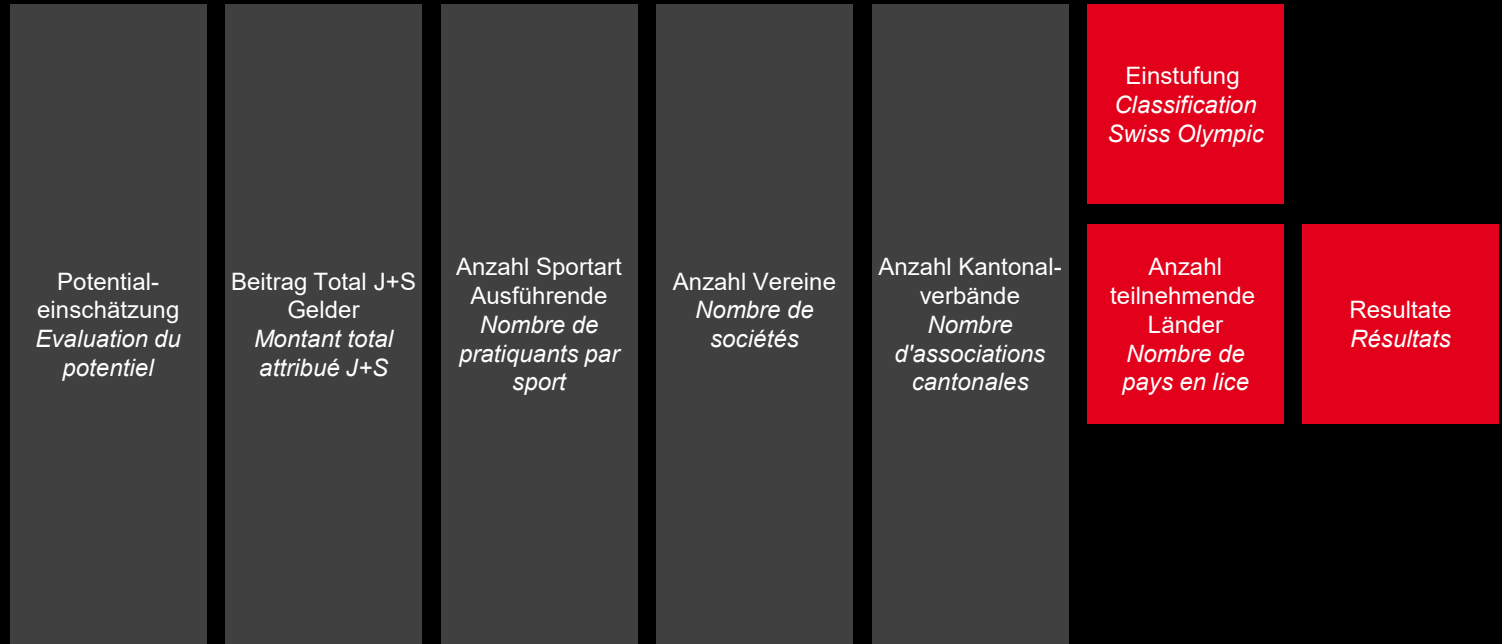 Potential-
einschätzung
Evaluation du
potentiel
Beitrag Total J+S
Gelder
Montant total
attribué J+S
Anzahl Sportart
Ausführende
Nombre de
pratiquants par
sport
Anzahl Vereine
Nombre de
sociétés
Anzahl Kantonal-
verbände
Nombre
d'associations
cantonales
Einstufung
Classification
Swiss Olympic
Anzahl
teilnehmende
Länder
Nombre de
pays en lice
Resultate
Résultats